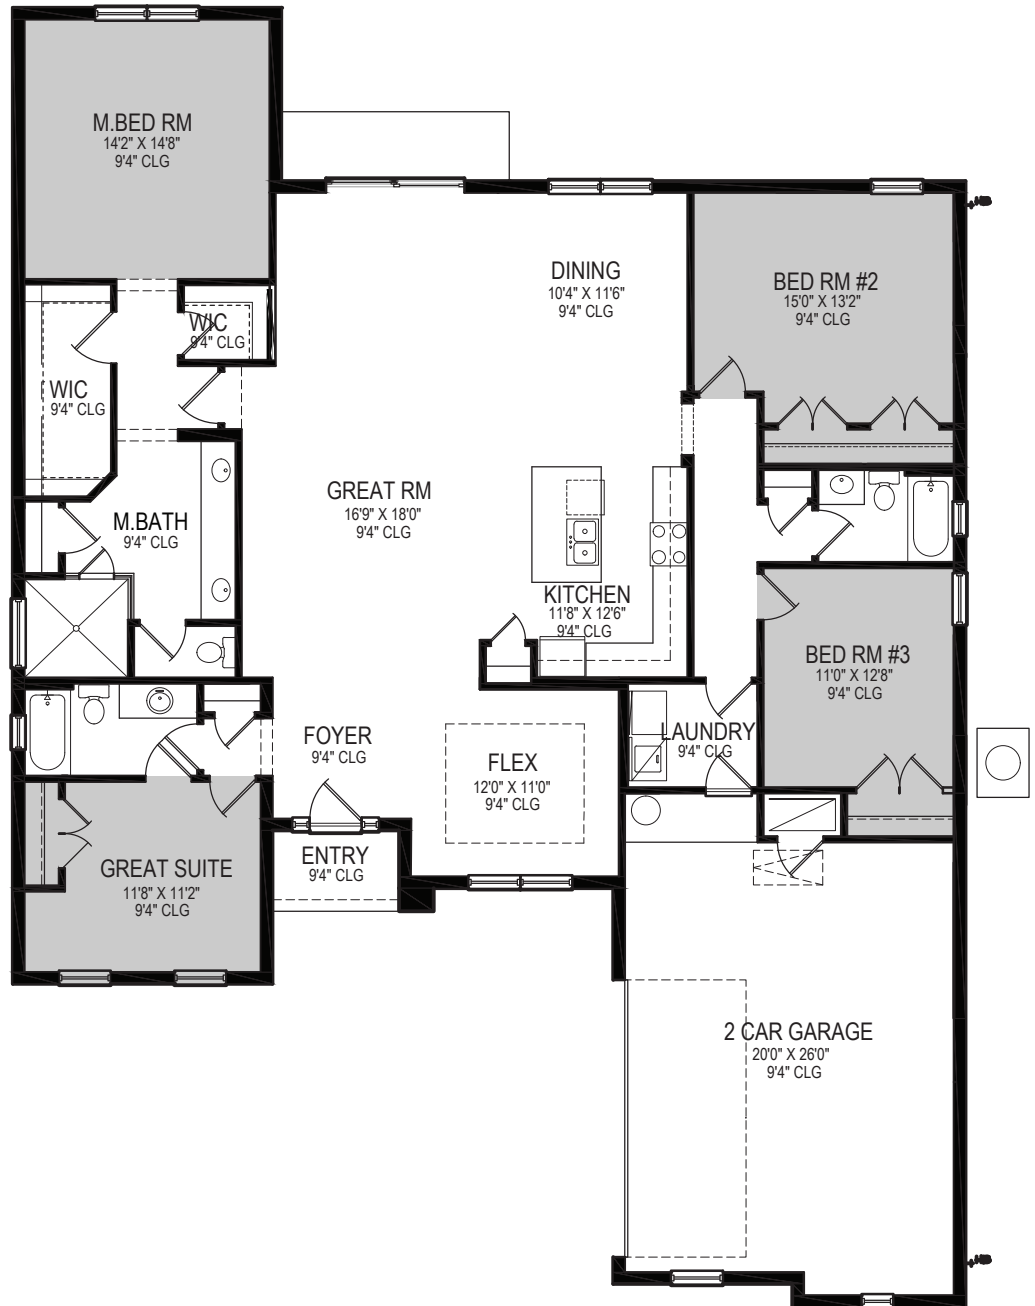 M.BED RM
14'2" X 14'8"
9'4" CLG
DINING
10'4" X 11'6"
9'4" CLG
BED RM #2
15'0" X 13'2"
9'4" CLG
WIC
9'4" CLG
WIC
9'4" CLG
GREAT RM
16'9" X 18'0"
9'4" CLG
M.BATH
9'4" CLG
KITCHEN
11'8" X 12'6"
9'4" CLG
BED RM #3
11'0" X 12'8"
9'4" CLG
FOYER
9'4" CLG
LAUNDRY
9'4" CLG
FLEX
12'0" X 11'0"
9'4" CLG
ENTRY
9'4" CLG
GREAT SUITE
11'8" X 11'2"
9'4" CLG
2 CAR GARAGE
20'0" X 26'0"
9'4" CLG